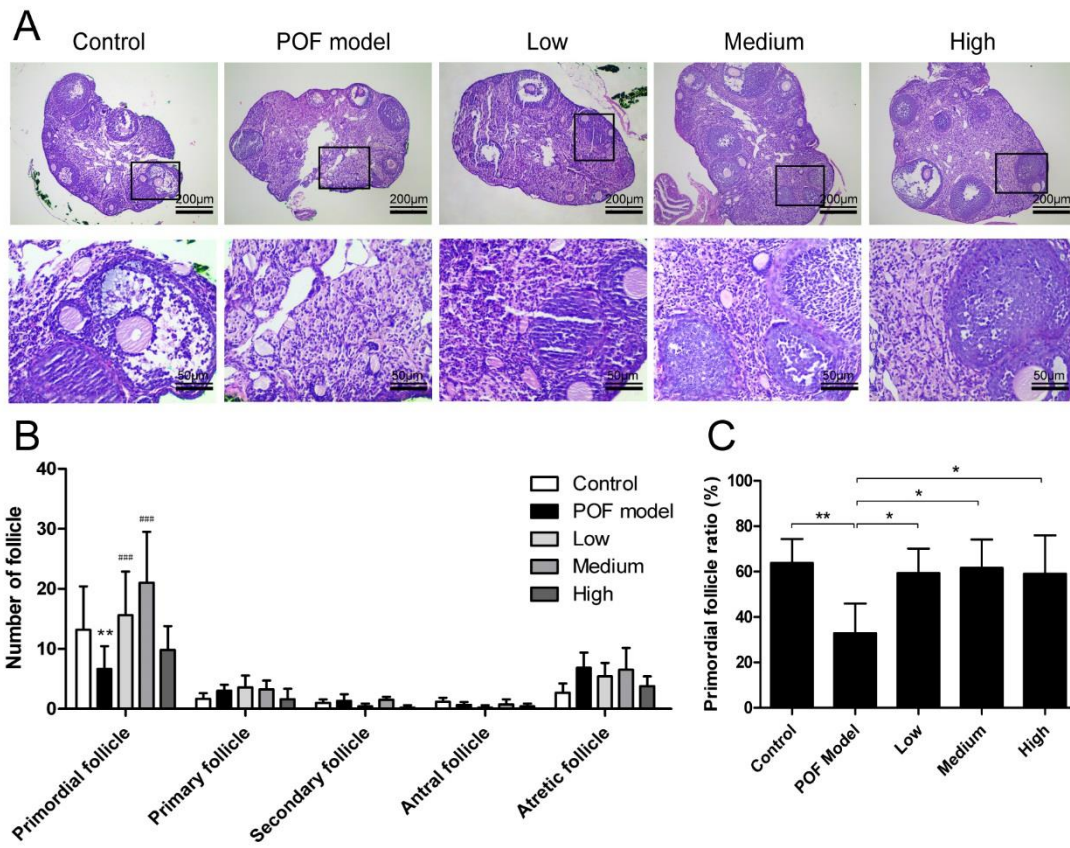 A
Control POF model Low Medium High
200μm 200μm 200μm 200μm 200μm
50μm 50μm 50μm 50μm 50μm
B
Number of follicle
40
30
20
10
0
** ### ###
Control
POF model
Low
Medium
High
Primordial follicle
Primary follicle
Secondary follicle
Antral follicle
Atretic follicle
C
Primordial follicle ratio (%)
100
80
60
40
20
0
*
*
** *
Control
POF Model
Low
Medium
High